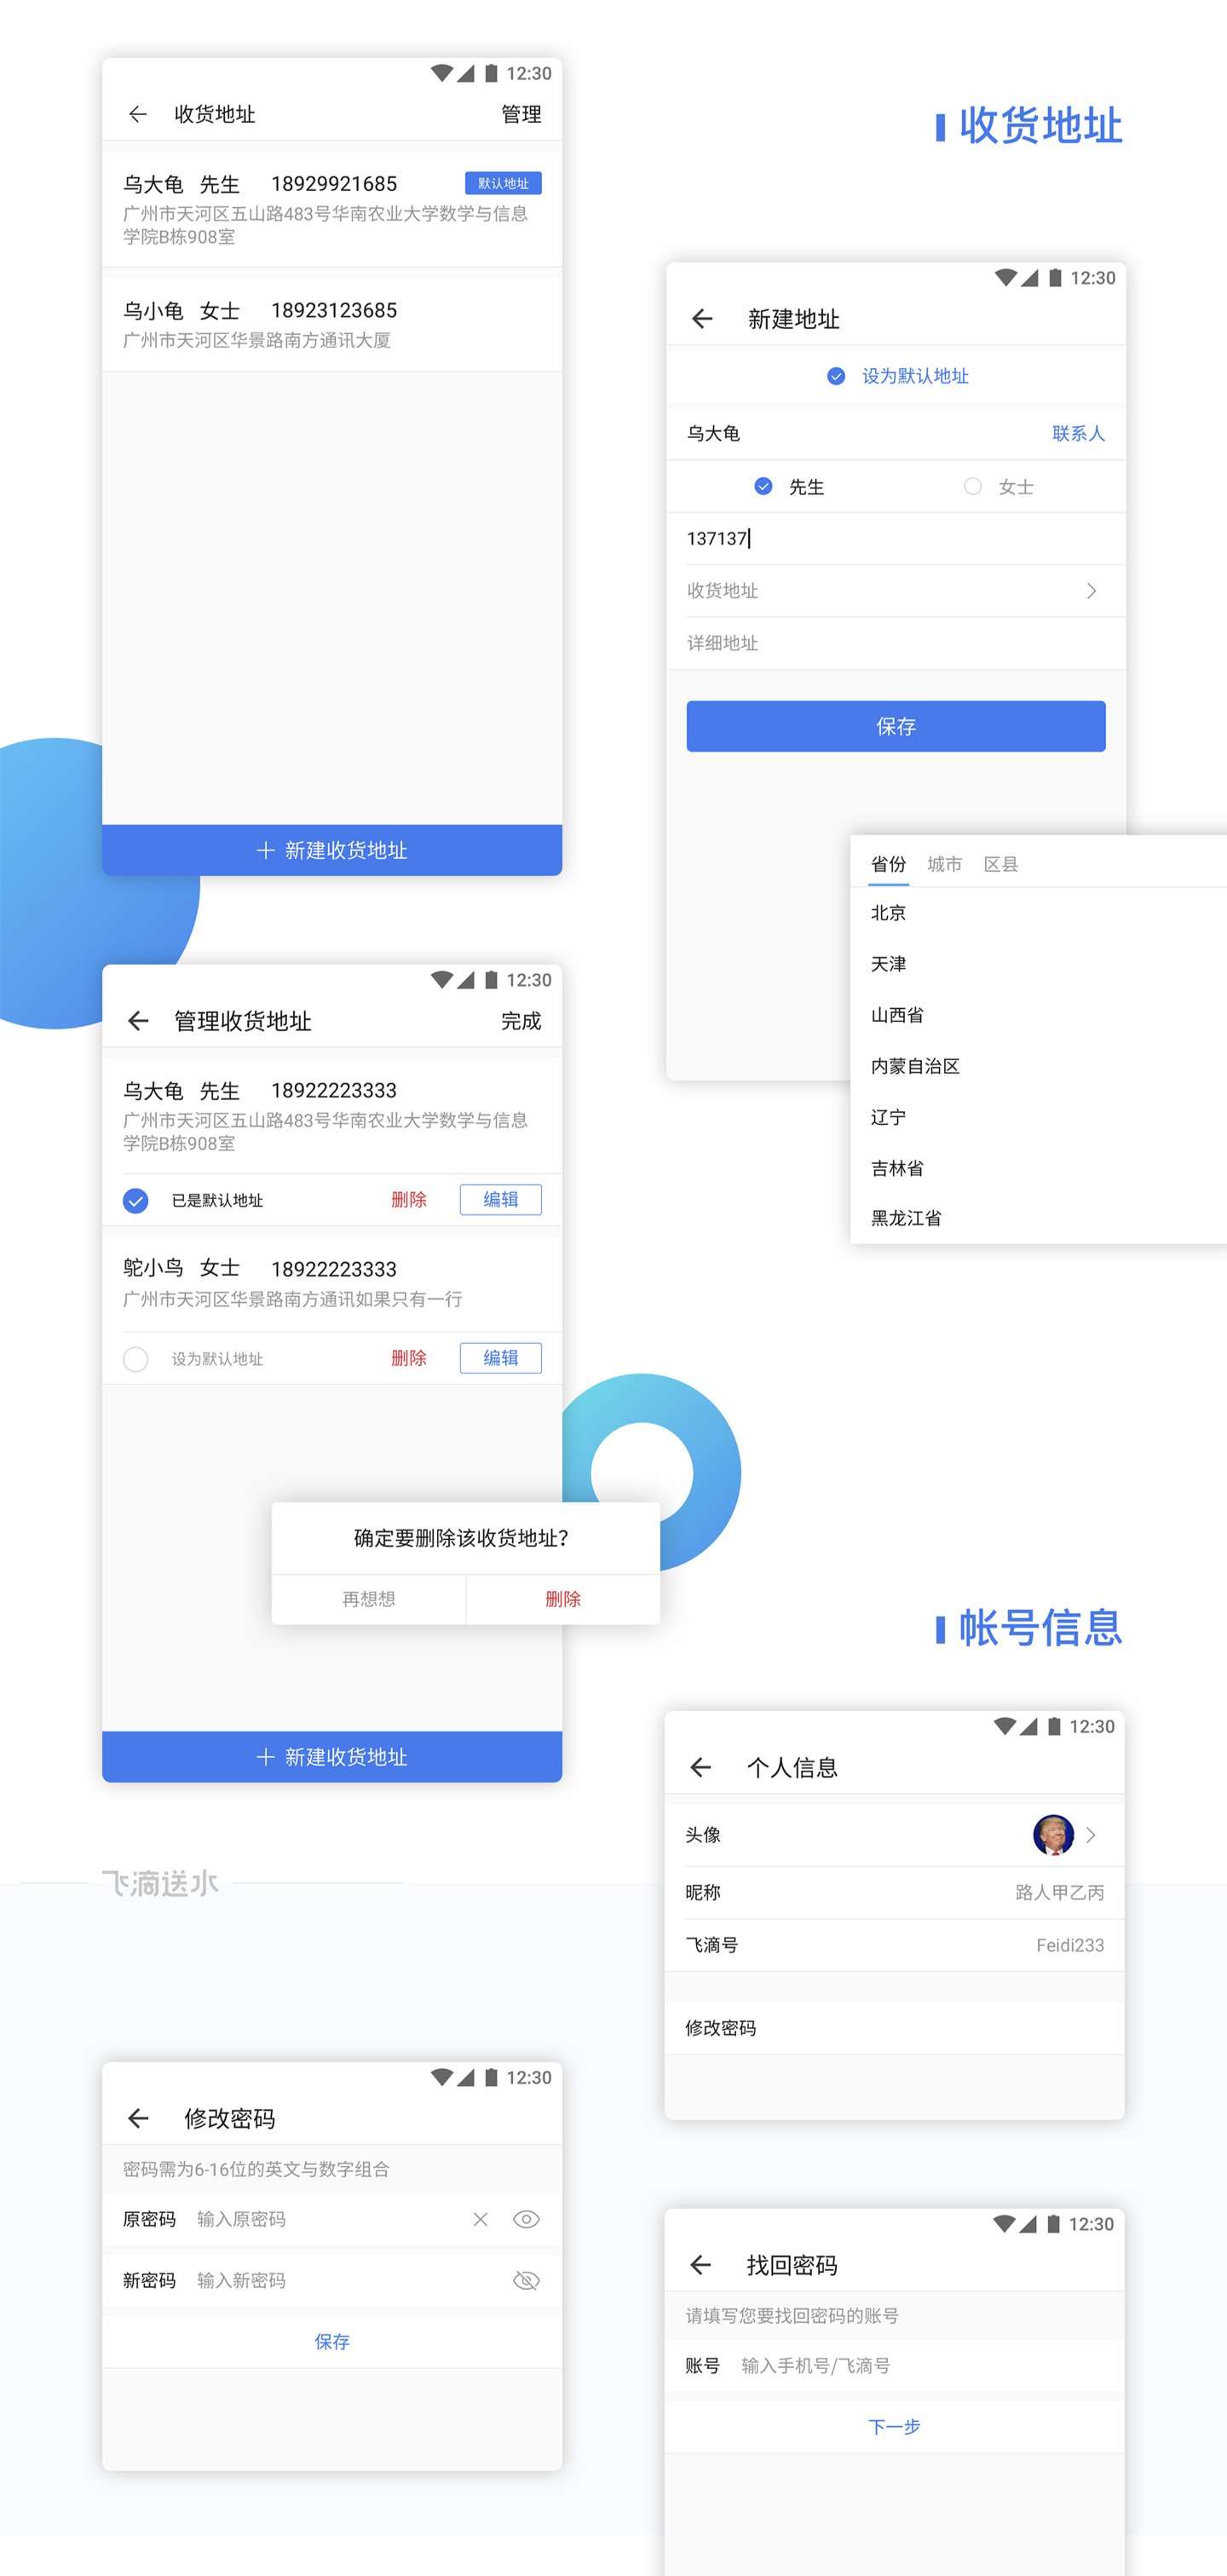 12:30
收货地址 管理
乌大龟 先生 18929921685 默认地址
广州市天河区五山路483号华南农业大学数学与信息
学院B栋908室
乌小龟 女士 18923123685
广州市天河区华景路南方通讯大厦
+ 新建收货地址
收货地址
12:30
新建地址
设为默认地址
乌大龟 联系人
先生 女士
137137
收货地址
详细地址
保存
省份 城市 区县
北京
天津
山西省
内蒙自治区
辽宁
吉林省
黑龙江省
12:30
管理收货地址 完成
乌大龟 先生 18922223333
广州市天河区五山路483号华南农业大学数学与信息
学院B栋908室
已是默认地址 删除 编辑
鸵小鸟 女士 18922223333
广州市天河区华景路南方通讯如果只有一行
设为默认地址 删除 编辑
确定要删除该收货地址?
再想想 删除
+ 新建收货地址
帐号信息
12:30
个人信息
头像
昵称 路人甲乙丙
飞滴号 Feidi233
修改密码
飞滴送水
12:30
修改密码
密码需为6-16位的英文与数字组合
原密码 输入原密码
新密码 输入新密码
保存
12:30
找回密码
请填写您要找回密码的账号
账号 输入手机号/飞滴号
下一步